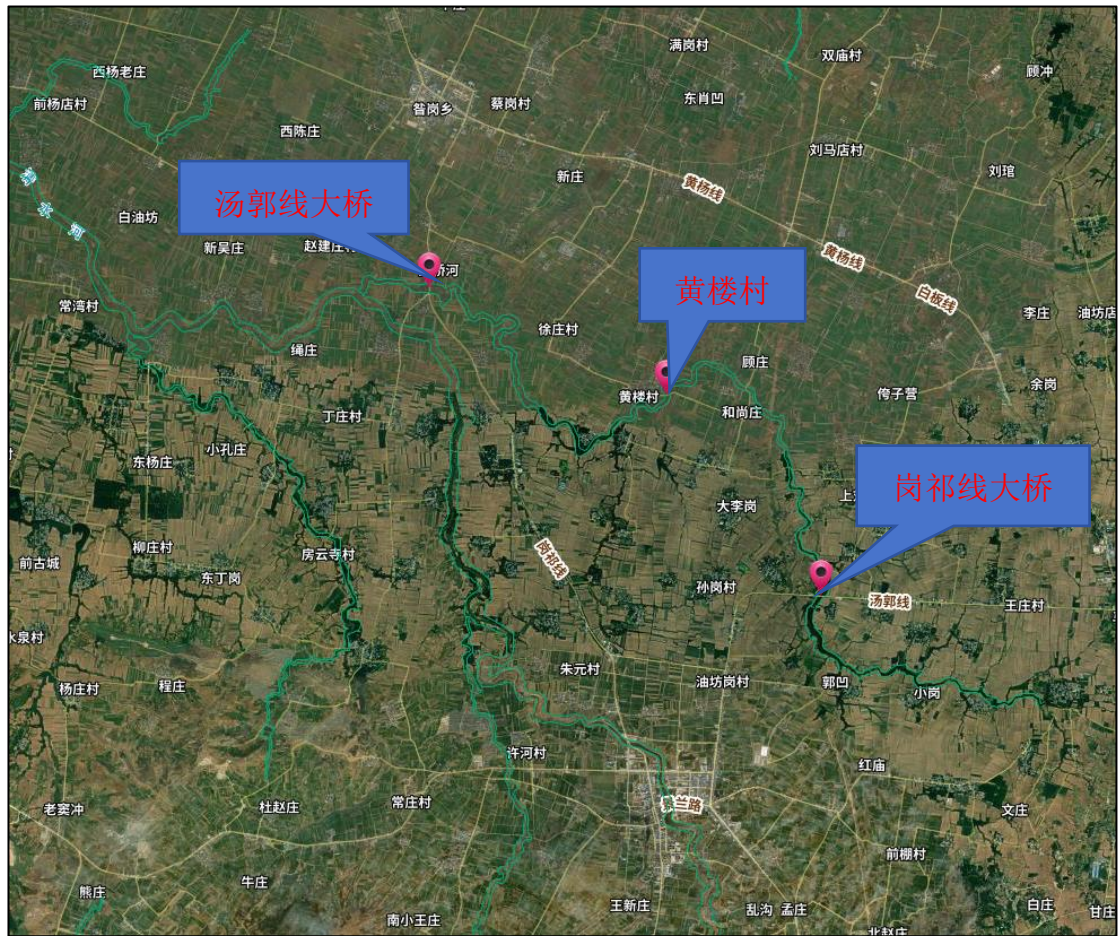 满岗村
双庙村
顾冲
西杨老庄
前杨店村
昝岗乡
蔡岗村
东肖凹
西陈庄
刘马店村
刘琯
新庄
黄杨线
汤郭线大桥
白油坊
新吴庄
黄杨线
白板线
黄楼村
常湾村
徐庄村
李庄
油坊店
绳庄
顾庄
余岗
黄楼村
侉子营
丁庄村
和尚庄
小孔庄
东杨庄
岗祁线大桥
大李岗
柳庄村
房云寺村
岗祁线
前古城
东丁岗
孙岗村
汤郭线
王庄村
水泉村
朱元村
油坊岗村
郭凹
小岗
杨庄村
程庄
许河村
红庙
老窦冲
杜赵庄
常庄村
文庄
前棚村
牛庄
熊庄
南小王庄
王新庄
乱沟
孟庄
白庄
甘庄
北赵庄